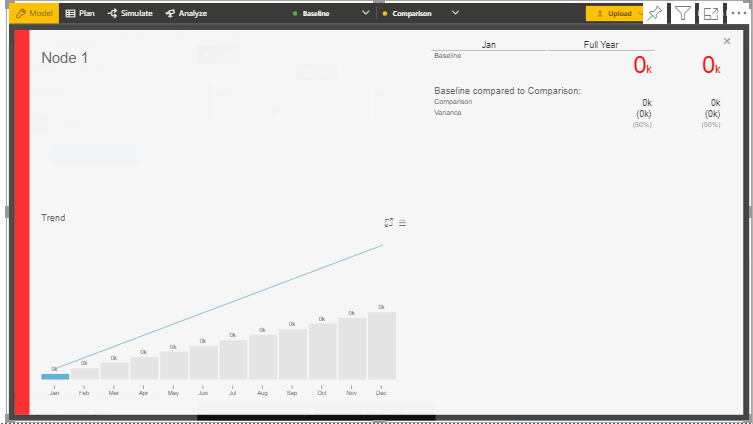 Model Plan Simulate Analyze Baseline Comparison Upload
Node 1
Jan Full Year
Baseline
0k 0k
Baseline compared to Comparison:
Comparison 0k 0k
Variance (0k) (0k)
(50%) (50%)
Trend
0k 0k 0k 0k 0k 0k 0k 0k 0k 0k 0k 0k
Jan Feb Mar Apr May Jun Jul Aug Sep Oct Nov Dec